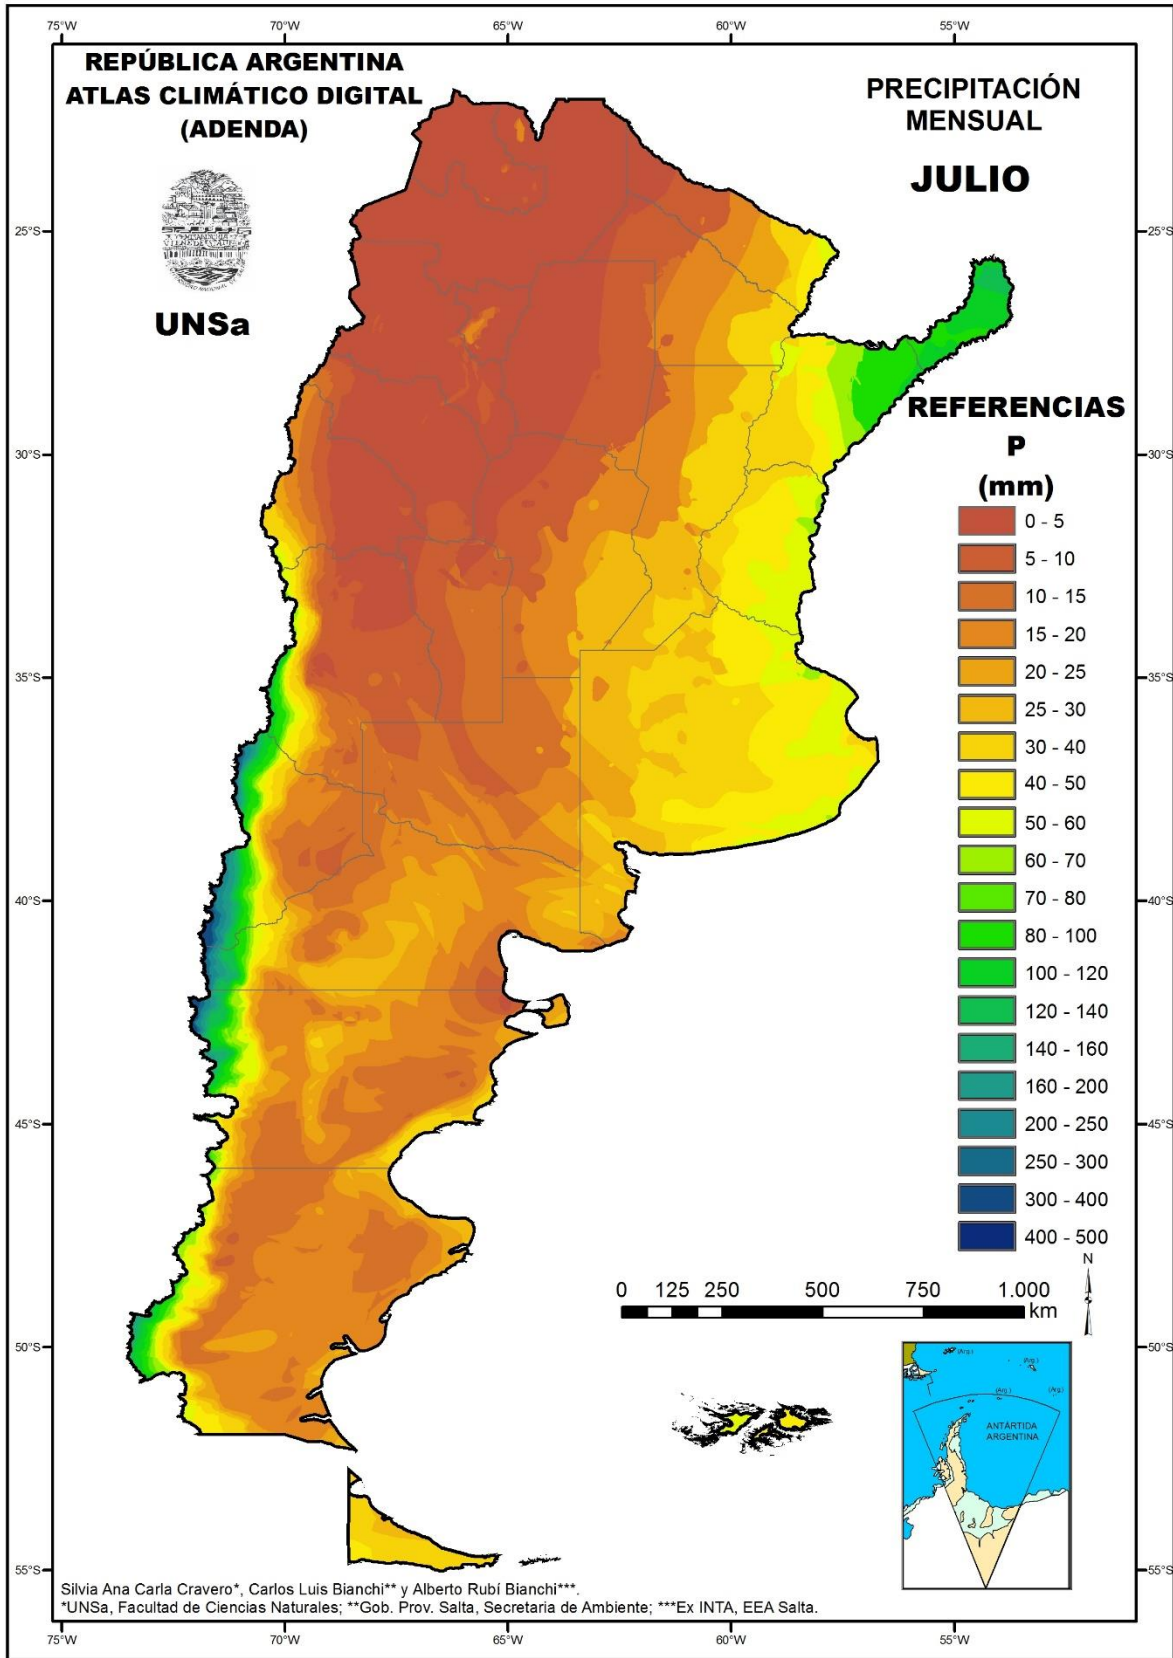 75°W
70°W
65°W
60°W
55°W
REPÚBLICA ARGENTINA
ATLAS CLIMÁTICO DIGITAL
(ADENDA)
PRECIPITACIÓN
MENSUAL
JULIO
UNSa
25°S
25°S
30°S
30°S
35°S
35°S
40°S
40°S
45°S
45°S
50°S
50°S
55°S
55°S
REFERENCIAS
P
(mm)
0 - 5
5 - 10
10 - 15
15 - 20
20 - 25
25 - 30
30 - 40
40 - 50
50 - 60
60 - 70
70 - 80
80 - 100
100 - 120
120 - 140
140 - 160
160 - 200
200 - 250
250 - 300
300 - 400
400 - 500
N
0 125 250 500 750 1.000
km
(Arg.)
(Arg.)
(Arg.)
(Arg.)
ANTÁRTIDA
ARGENTINA
Silvia Ana Carla Cravero*, Carlos Luis Bianchi** y Alberto Rubí Bianchi***.
*UNSa, Facultad de Ciencias Naturales; **Gob. Prov. Salta, Secretaria de Ambiente; ***Ex INTA, EEA Salta.
75°W
70°W
65°W
60°W
55°W